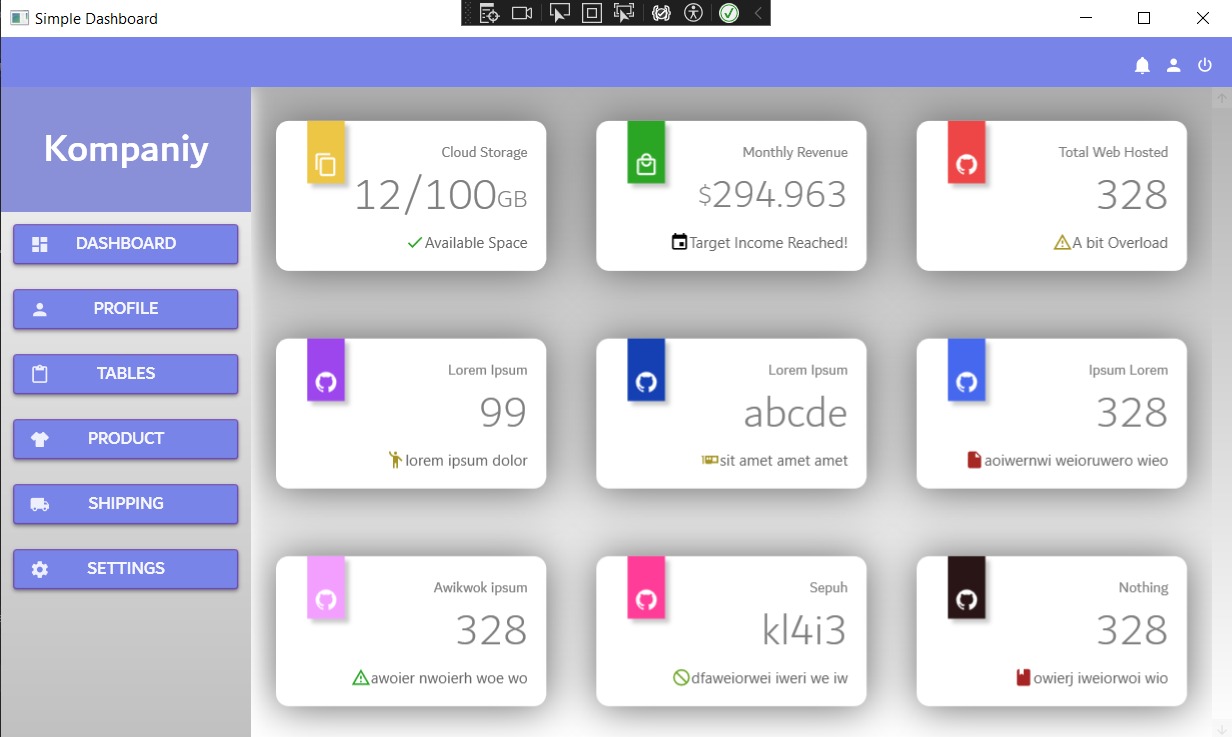 Simple Dashboard
Kompaniy
DASHBOARD
PROFILE
TABLES
PRODUCT
SHIPPING
SETTINGS
Cloud Storage
12/100GB
Available Space
Monthly Revenue
$294.963
Target Income Reached!
Total Web Hosted
328
A bit Overload
Lorem Ipsum
99
lorem ipsum dolor
Lorem Ipsum
abcde
sit amet amet amet
Ipsum Lorem
328
aoiwernwi weioruwero wieo
Awikwok ipsum
328
awoier nwoierh woe wo
Sepuh
kl4i3
dfaweiorwei iweri we iw
Nothing
328
owierj iweiorwoi wio